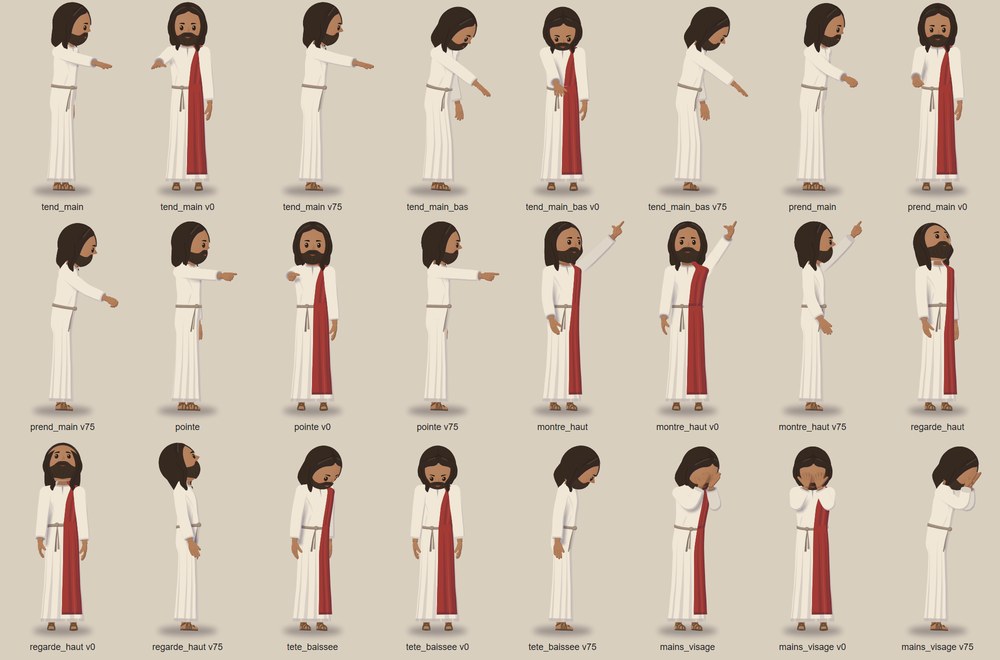 tend_main
tend_main v0
tend_main v75
tend_main_bas
tend_main_bas v0
tend_main_bas v75
prend_main
prend_main v0
prend_main v75
pointe
pointe v0
pointe v75
montre_haut
montre_haut v0
montre_haut v75
regarde_haut
regarde_haut v0
regarde_haut v75
tete_baissee
tete_baissee v0
tete_baissee v75
mains_visage
mains_visage v0
mains_visage v75